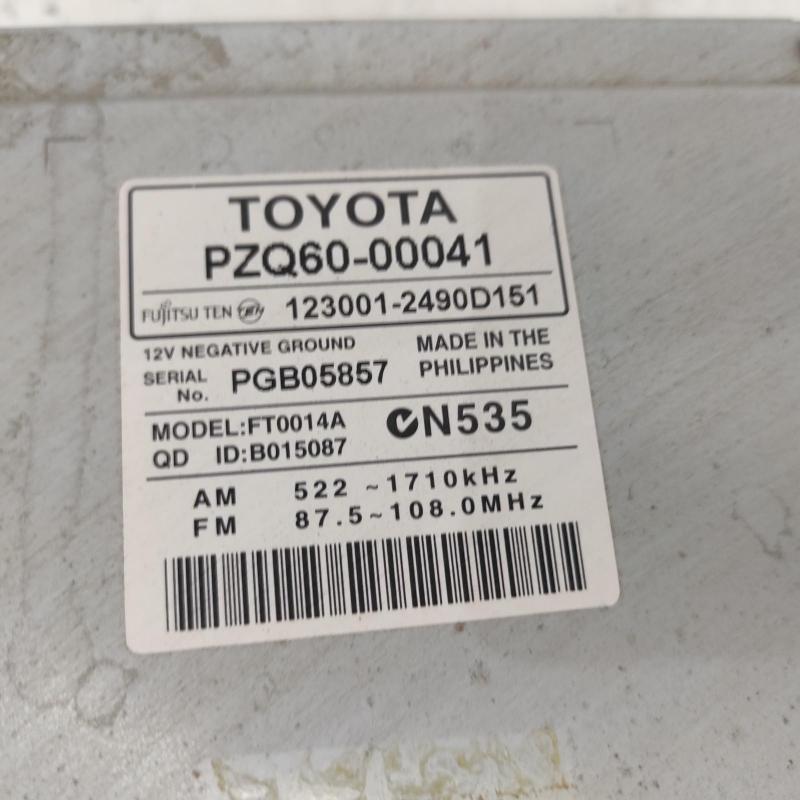 TOYOTA
PZQ60-00041
FUJITSU TEN 123001-2490D151
12V NEGATIVE GROUND
MADE IN THE
PHILIPPINES
SERIAL
No. PGB05857
MODEL:FT0014A
QD ID:B015087
N535
AM 522 ~1710kHz
FM 87.5~108.0MHz